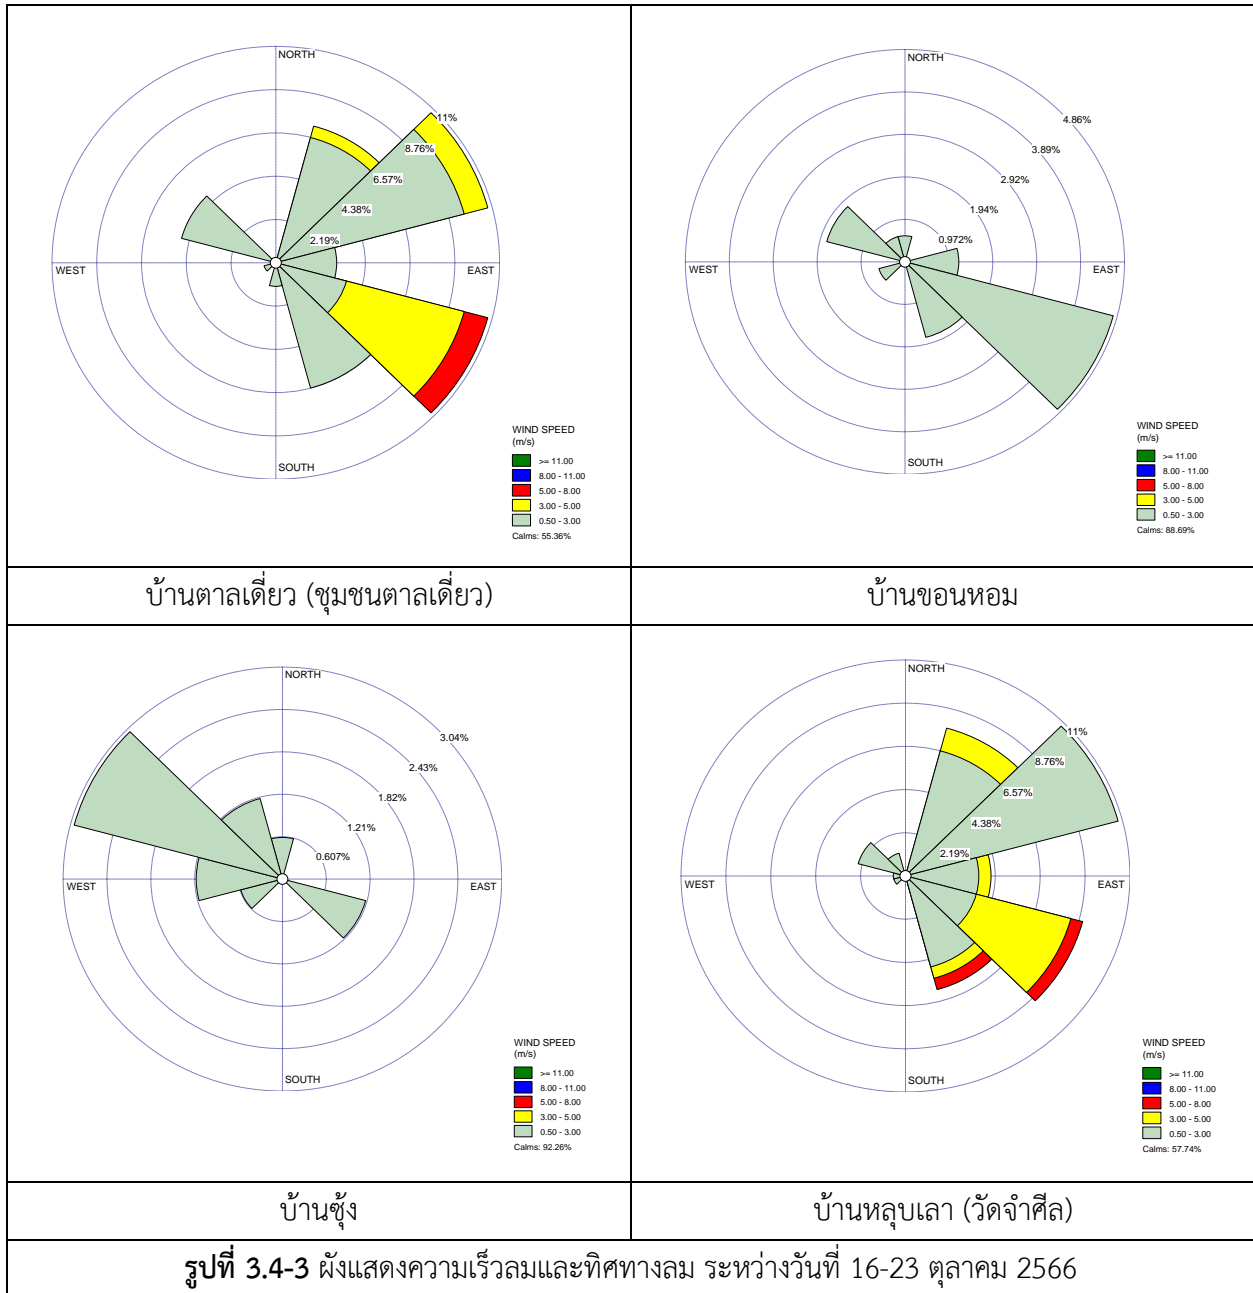 NORTH
11%
8.76%
6.57%
4.38%
2.19%
WEST
EAST
SOUTH
WIND SPEED
(m/s)
>= 11.00
8.00 - 11.00
5.00 - 8.00
3.00 - 5.00
0.50 - 3.00
Calms: 55.36%
บ้านตาลเดี่ยว (ชุมชนตาลเดี่ยว)
NORTH
4.86%
3.89%
2.92%
1.94%
0.972%
WEST
EAST
SOUTH
WIND SPEED
(m/s)
>= 11.00
8.00 - 11.00
5.00 - 8.00
3.00 - 5.00
0.50 - 3.00
Calms: 88.69%
บ้านขอนหอม
NORTH
3.04%
2.43%
1.82%
1.21%
0.607%
WEST
EAST
SOUTH
WIND SPEED
(m/s)
>= 11.00
8.00 - 11.00
5.00 - 8.00
3.00 - 5.00
0.50 - 3.00
Calms: 92.26%
บ้านซุ้ง
NORTH
11%
8.76%
6.57%
4.38%
2.19%
WEST
EAST
SOUTH
WIND SPEED
(m/s)
>= 11.00
8.00 - 11.00
5.00 - 8.00
3.00 - 5.00
0.50 - 3.00
Calms: 57.74%
บ้านหลุบเลา (วัดจำศีล)
รูปที่ 3.4-3 ผังแสดงความเร็วลมและทิศทางลม ระหว่างวันที่ 16-23 ตุลาคม 2566